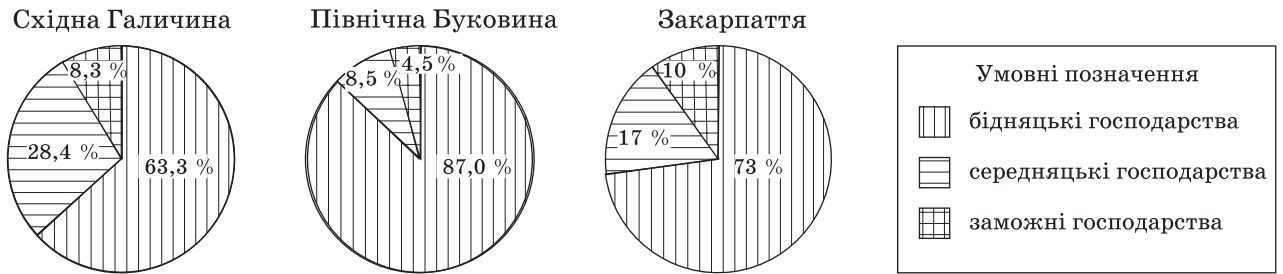 Східна Галичина
8,3 %
28,4 %
63,3 %
Північна Буковина
4,5%
8,5 %
87,0 %
Закарпаття
10 %
17 %
73 %
Умовні позначення
бідняцькі господарства
середняцькі господарства
заможні господарства